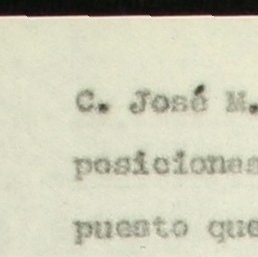 C. José M.
posiciones
puesto que